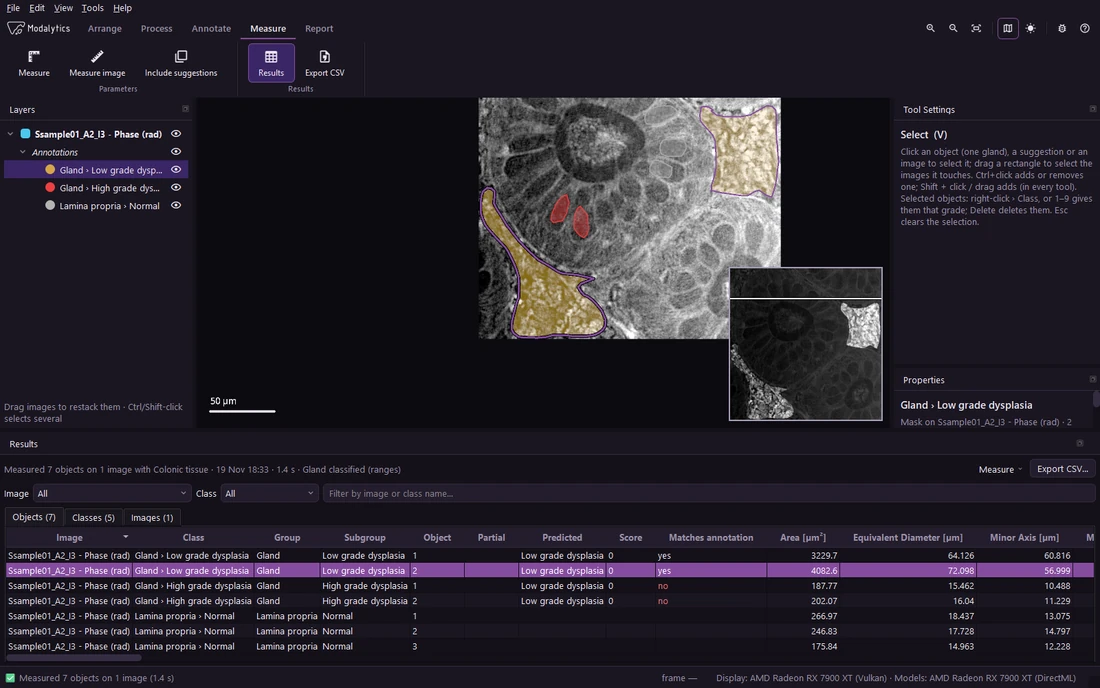 File Edit View Tools Help
Modalytics Arrange Process Annotate Measure Report
Measure Measure image Include suggestions Results Export CSV
Parameters Results
Layers
Ssample01_A2_I3 - Phase (rad)
Annotations
Gland › Low grade dysp...
Gland › High grade dys...
Lamina propria › Normal
Drag images to restack them · Ctrl/Shift-click
selects several
50 µm
Tool Settings
Select (V)
Click an object (one gland), a suggestion or an
image to select it; drag a rectangle to select the
images it touches. Ctrl+click adds or removes
one; Shift + click / drag adds (in every tool).
Selected objects: right-click › Class, or 1–9 gives
them that grade; Delete deletes them. Esc
clears the selection.
Properties
Gland › Low grade dysplasia
Mask on Ssample01_A2_I3 - Phase (rad) · 2
Results
Measured 7 objects on 1 image with Colonic tissue · 19 Nov 18:33 · 1.4 s · Gland classified (ranges)
Measure Export CSV...
Image All Class All Filter by image or class name...
Objects (7) Classes (5) Images (1)
Image Class Group Subgroup Object Partial Predicted Score Matches annotation Area [µm²] Equivalent Diameter [µm] Minor Axis [µm] M
Ssample01_A2_I3 - Phase (rad) Gland › Low grade dysplasia Gland Low grade dysplasia 1 Low grade dysplasia 0 yes 3229.7 64.126 60.816
Ssample01_A2_I3 - Phase (rad) Gland › Low grade dysplasia Gland Low grade dysplasia 2 Low grade dysplasia 0 yes 4082.6 72.098 56.999
Ssample01_A2_I3 - Phase (rad) Gland › High grade dysplasia Gland High grade dysplasia 1 Low grade dysplasia 0 no 187.77 15.462 10.488
Ssample01_A2_I3 - Phase (rad) Gland › High grade dysplasia Gland High grade dysplasia 2 Low grade dysplasia 0 no 202.07 16.04 11.229
Ssample01_A2_I3 - Phase (rad) Lamina propria › Normal Lamina propria Normal 1 266.97 18.437 13.075
Ssample01_A2_I3 - Phase (rad) Lamina propria › Normal Lamina propria Normal 2 246.83 17.728 14.797
Ssample01_A2_I3 - Phase (rad) Lamina propria › Normal Lamina propria Normal 3 175.84 14.963 12.228
Measured 7 objects on 1 image (1.4 s) frame — Display: AMD Radeon RX 7900 XT (Vulkan) · Models: AMD Radeon RX 7900 XT (DirectML)